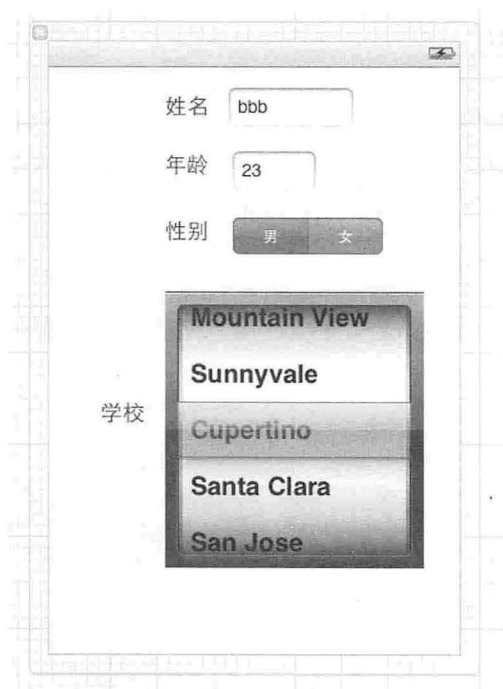 姓名 bbb
年龄 23
性别 男 女
Mountain View
Sunnyvale
学校 Cupertino
Santa Clara
San Jose